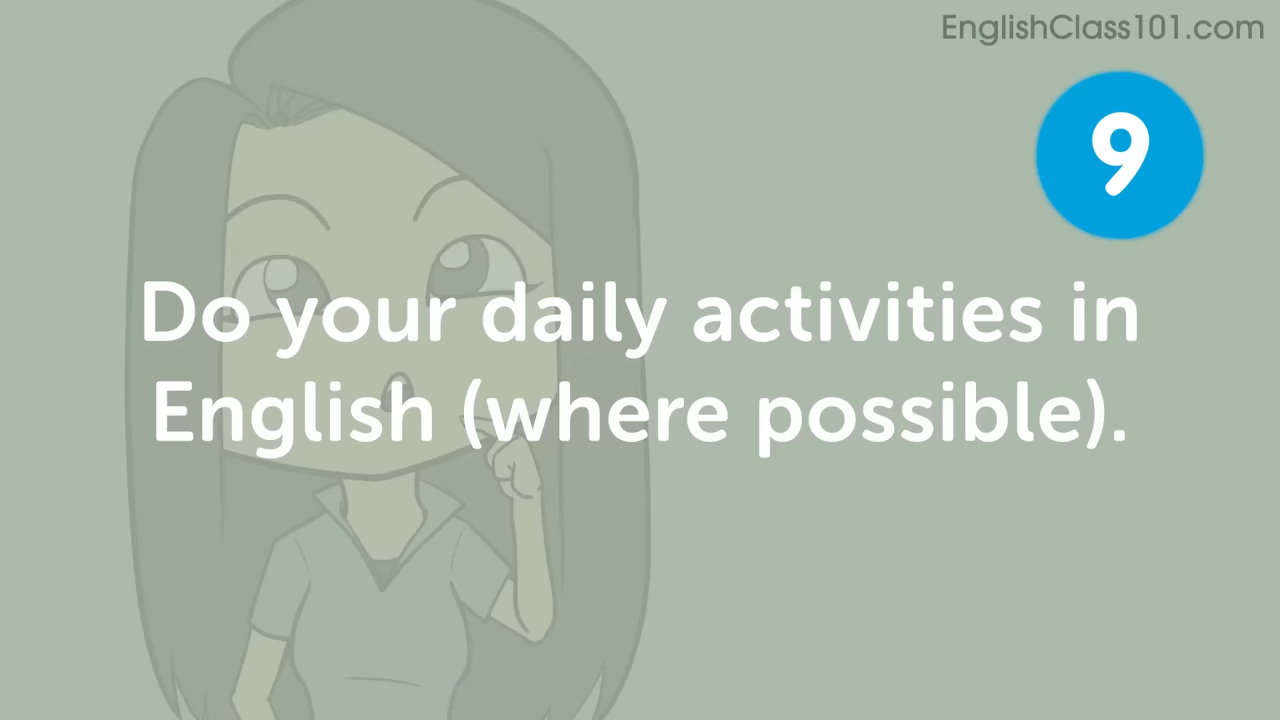 EnglishClass101.com
9
Do your daily activities in
English (where possible).